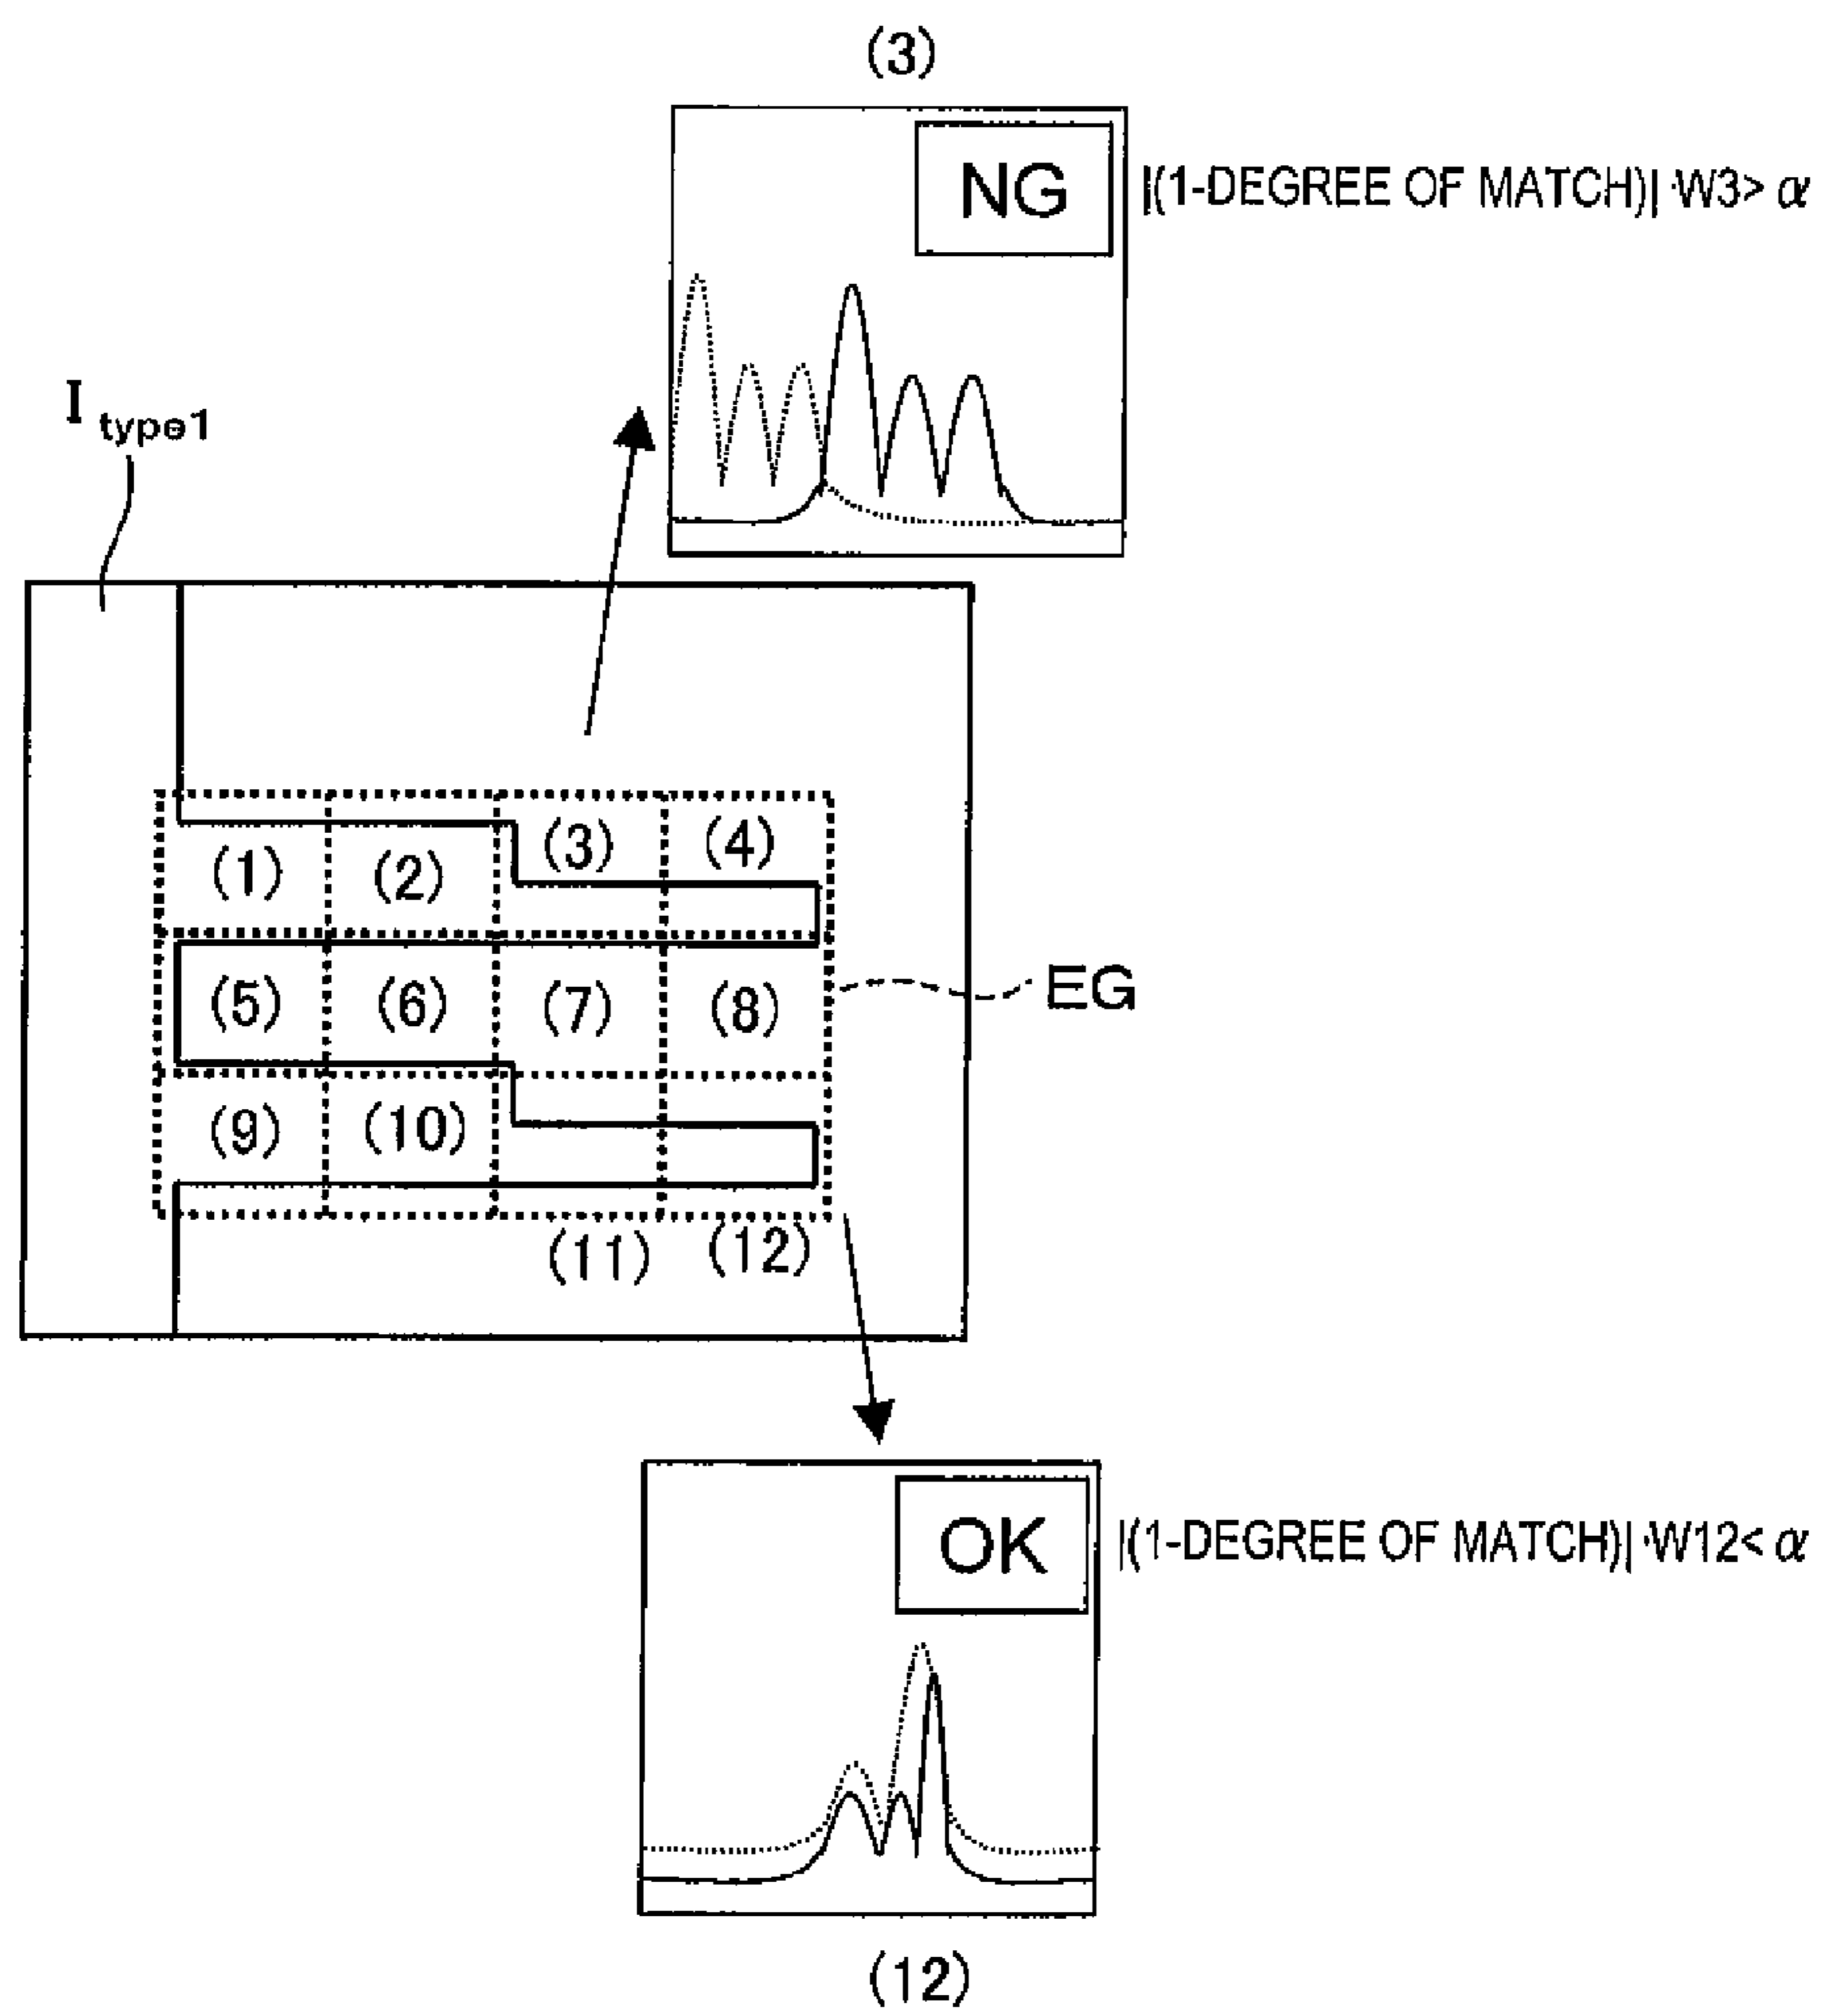 (3)
NG
|(1-DEGREE OF MATCH)|·W3> α
I type1
(1) (2) (3) (4)
(5) (6) (7) (8)
EG
(9) (10)
(11) (12)
OK
|(1-DEGREE OF MATCH)|·W12< α
(12)